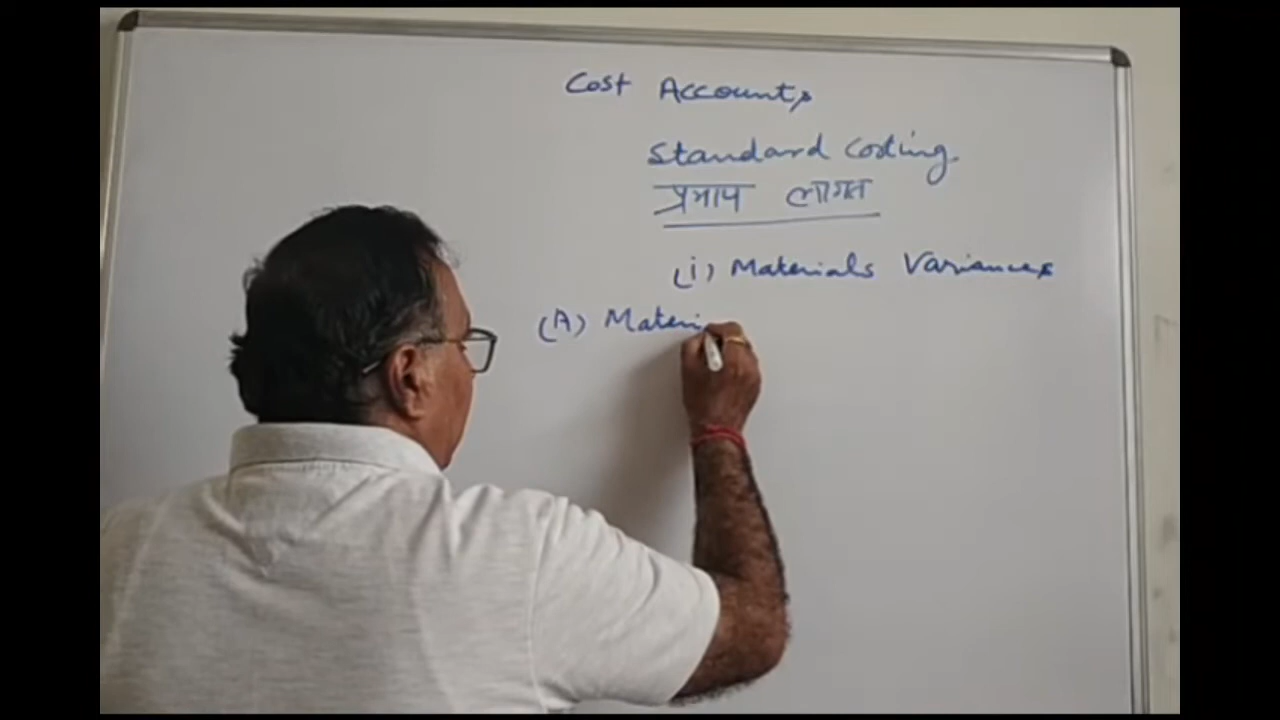 Cost Accounts
Standard Costing
प्रमाप लागत
(i) Materials Variances
(A) Materi